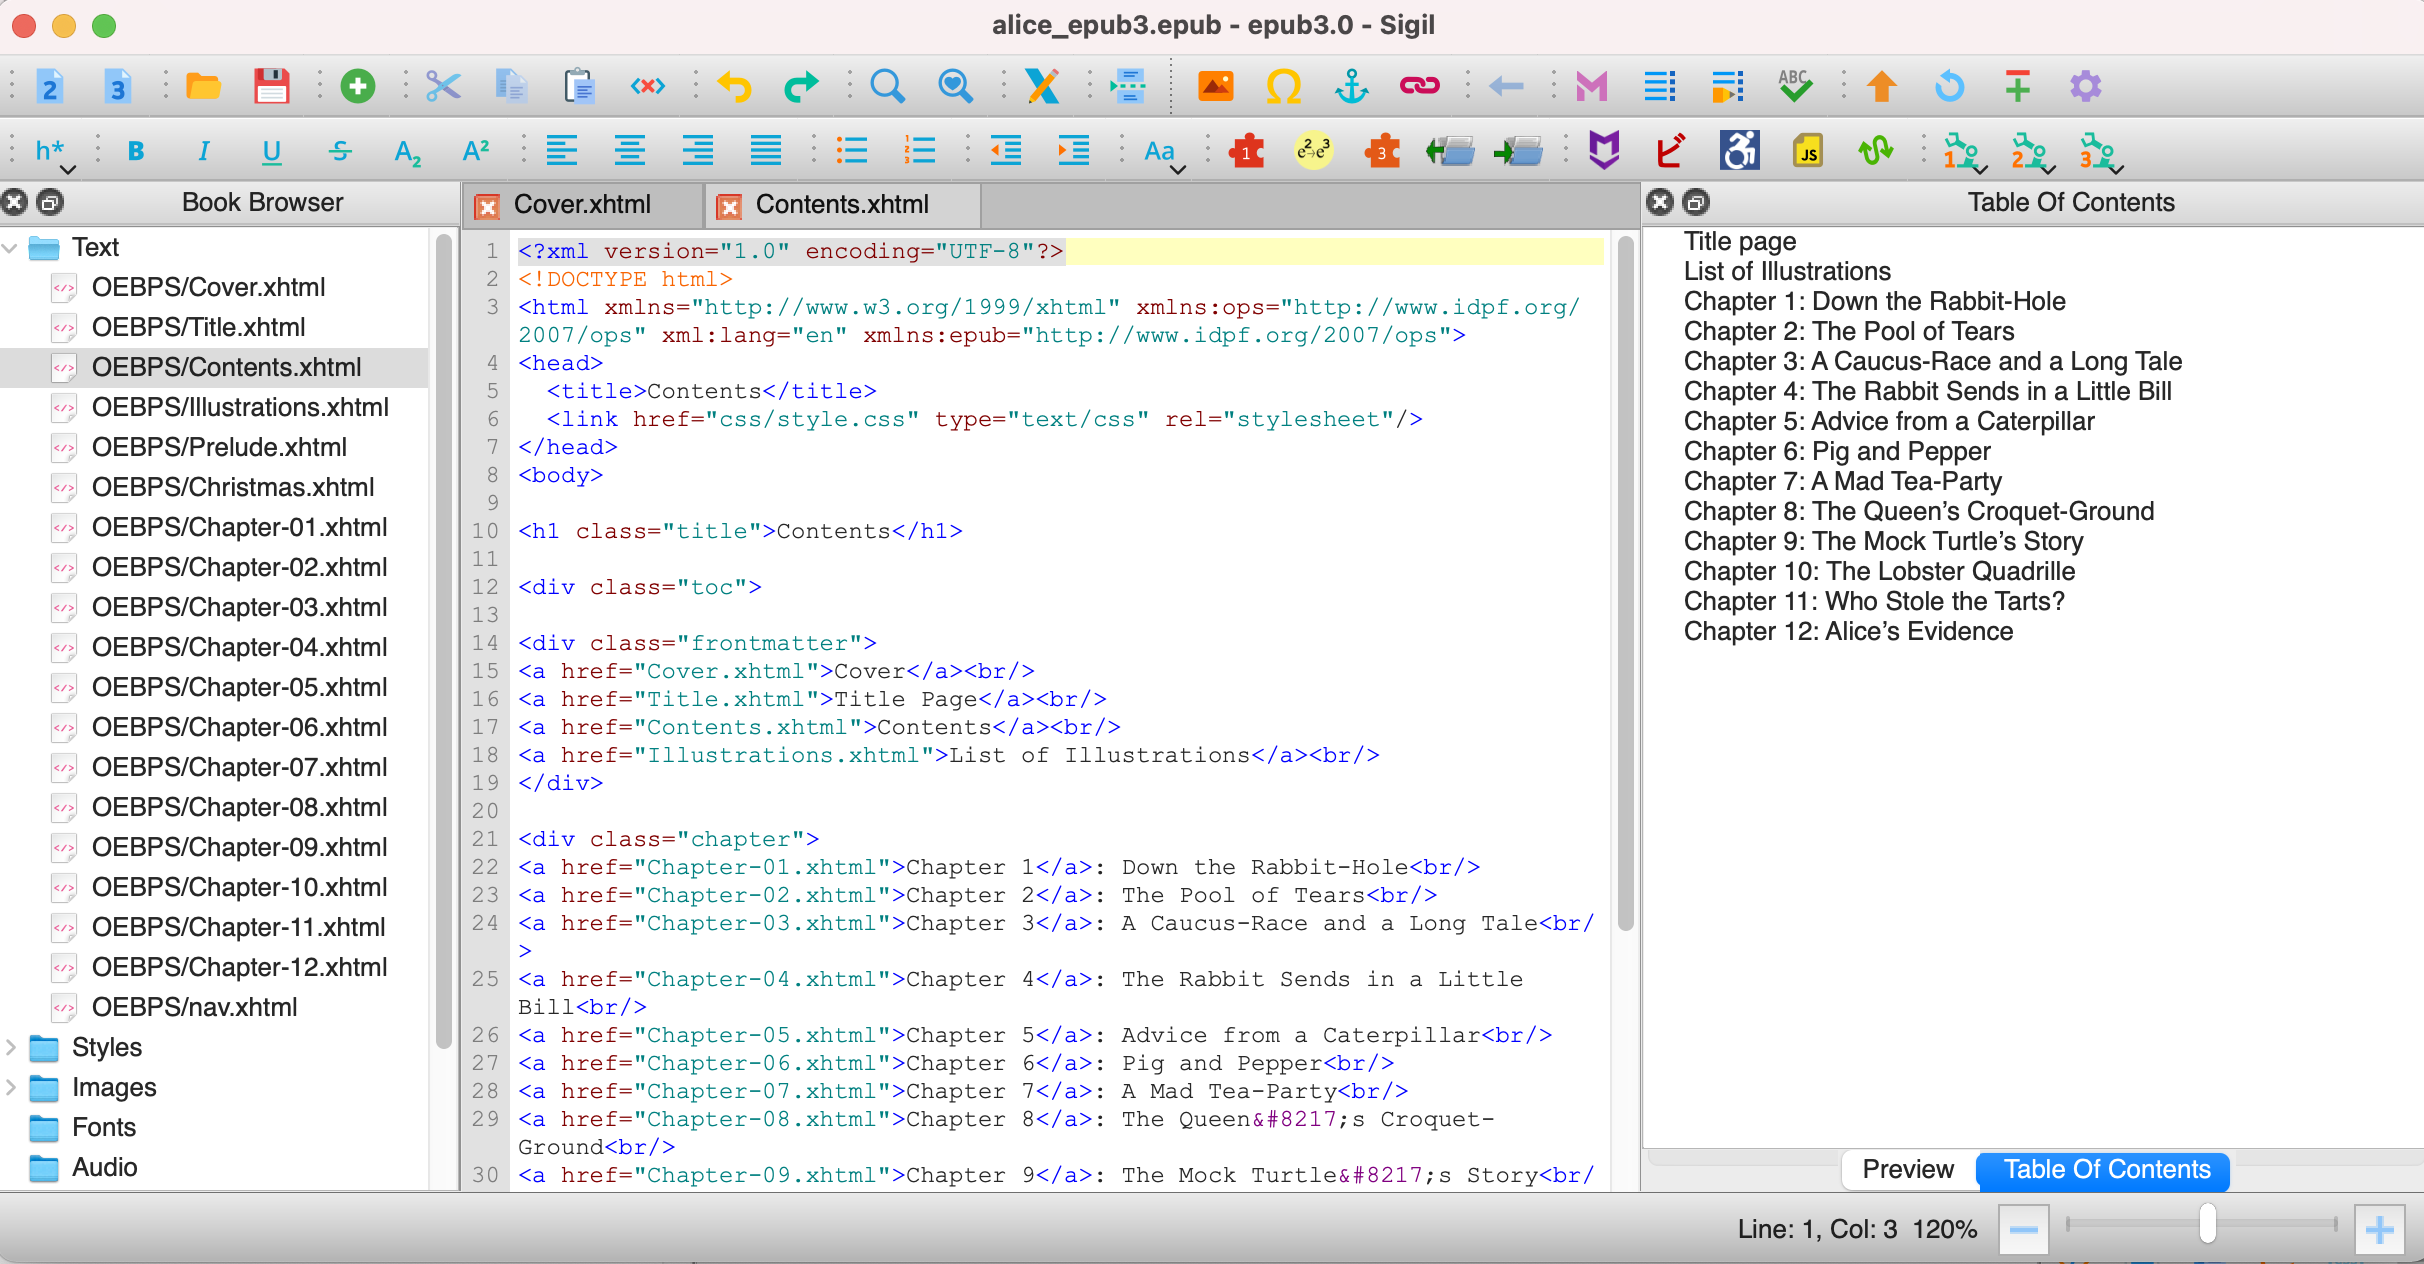 alice_epub3.epub - epub3.0 - Sigil
2 3 ABC
h* B I U S A2 A2 Aa 1 e2→e3 3 JS 1 2 3
Book Browser
Text
OEBPS/Cover.xhtml
OEBPS/Title.xhtml
OEBPS/Contents.xhtml
OEBPS/Illustrations.xhtml
OEBPS/Prelude.xhtml
OEBPS/Christmas.xhtml
OEBPS/Chapter-01.xhtml
OEBPS/Chapter-02.xhtml
OEBPS/Chapter-03.xhtml
OEBPS/Chapter-04.xhtml
OEBPS/Chapter-05.xhtml
OEBPS/Chapter-06.xhtml
OEBPS/Chapter-07.xhtml
OEBPS/Chapter-08.xhtml
OEBPS/Chapter-09.xhtml
OEBPS/Chapter-10.xhtml
OEBPS/Chapter-11.xhtml
OEBPS/Chapter-12.xhtml
OEBPS/nav.xhtml
Styles
Images
Fonts
Audio
Cover.xhtml Contents.xhtml
1 <?xml version="1.0" encoding="UTF-8"?>
2 <!DOCTYPE html>
3 <html xmlns="http://www.w3.org/1999/xhtml" xmlns:ops="http://www.idpf.org/
2007/ops" xml:lang="en" xmlns:epub="http://www.idpf.org/2007/ops">
4 <head>
5 <title>Contents</title>
6 <link href="css/style.css" type="text/css" rel="stylesheet"/>
7 </head>
8 <body>
9
10 <h1 class="title">Contents</h1>
11
12 <div class="toc">
13
14 <div class="frontmatter">
15 <a href="Cover.xhtml">Cover</a><br/>
16 <a href="Title.xhtml">Title Page</a><br/>
17 <a href="Contents.xhtml">Contents</a><br/>
18 <a href="Illustrations.xhtml">List of Illustrations</a><br/>
19 </div>
20
21 <div class="chapter">
22 <a href="Chapter-01.xhtml">Chapter 1</a>: Down the Rabbit-Hole<br/>
23 <a href="Chapter-02.xhtml">Chapter 2</a>: The Pool of Tears<br/>
24 <a href="Chapter-03.xhtml">Chapter 3</a>: A Caucus-Race and a Long Tale<br/
>
25 <a href="Chapter-04.xhtml">Chapter 4</a>: The Rabbit Sends in a Little
Bill<br/>
26 <a href="Chapter-05.xhtml">Chapter 5</a>: Advice from a Caterpillar<br/>
27 <a href="Chapter-06.xhtml">Chapter 6</a>: Pig and Pepper<br/>
28 <a href="Chapter-07.xhtml">Chapter 7</a>: A Mad Tea-Party<br/>
29 <a href="Chapter-08.xhtml">Chapter 8</a>: The Queen&#8217;s Croquet-
Ground<br/>
30 <a href="Chapter-09.xhtml">Chapter 9</a>: The Mock Turtle&#8217;s Story<br/
Table Of Contents
Title page
List of Illustrations
Chapter 1: Down the Rabbit-Hole
Chapter 2: The Pool of Tears
Chapter 3: A Caucus-Race and a Long Tale
Chapter 4: The Rabbit Sends in a Little Bill
Chapter 5: Advice from a Caterpillar
Chapter 6: Pig and Pepper
Chapter 7: A Mad Tea-Party
Chapter 8: The Queen’s Croquet-Ground
Chapter 9: The Mock Turtle’s Story
Chapter 10: The Lobster Quadrille
Chapter 11: Who Stole the Tarts?
Chapter 12: Alice’s Evidence
Preview Table Of Contents
Line: 1, Col: 3 120%